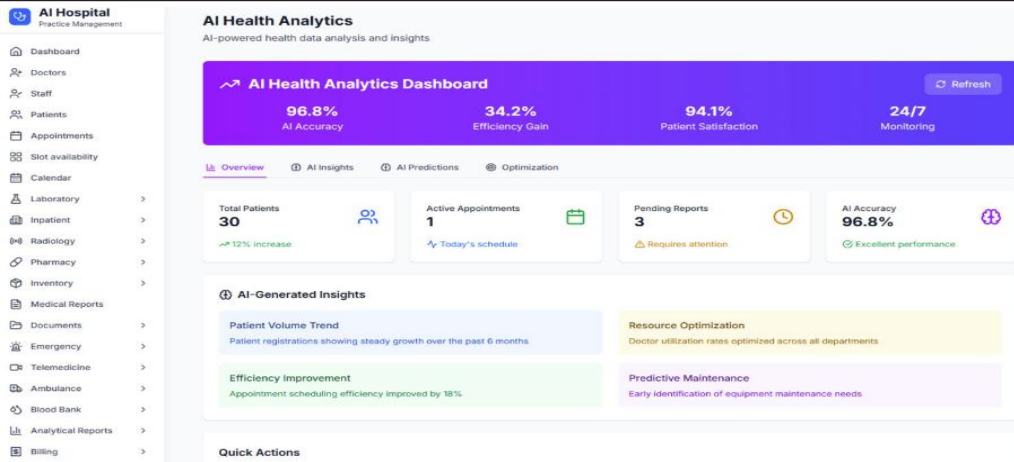 AI Hospital
Practice Management
Dashboard
Doctors
Staff
Patients
Appointments
Slot availability
Calendar
Laboratory
Inpatient
Radiology
Pharmacy
Inventory
Medical Reports
Documents
Emergency
Telemedicine
Ambulance
Blood Bank
Analytical Reports
Billing
AI Health Analytics
AI-powered health data analysis and insights
AI Health Analytics Dashboard
Refresh
96.8%
AI Accuracy
34.2%
Efficiency Gain
94.1%
Patient Satisfaction
24/7
Monitoring
Overview
AI Insights
AI Predictions
Optimization
Total Patients
30
12% increase
Active Appointments
1
Today's schedule
Pending Reports
3
Requires attention
AI Accuracy
96.8%
Excellent performance
AI-Generated Insights
Patient Volume Trend
Patient registrations showing steady growth over the past 6 months
Resource Optimization
Doctor utilization rates optimized across all departments
Efficiency Improvement
Appointment scheduling efficiency improved by 18%
Predictive Maintenance
Early identification of equipment maintenance needs
Quick Actions